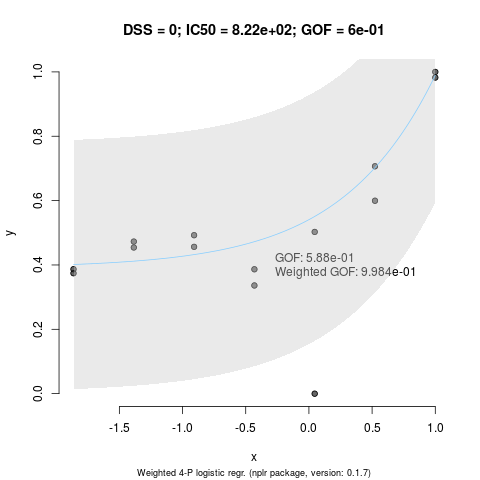 DSS = 0; IC50 = 8.22e+02; GOF = 6e-01
1.0
0.8
0.6
0.4
0.2
0.0
y
GOF: 5.88e-01
Weighted GOF: 9.984e-01
-1.5 -1.0 -0.5 0.0 0.5 1.0
x
Weighted 4-P logistic regr. (nplr package, version: 0.1.7)